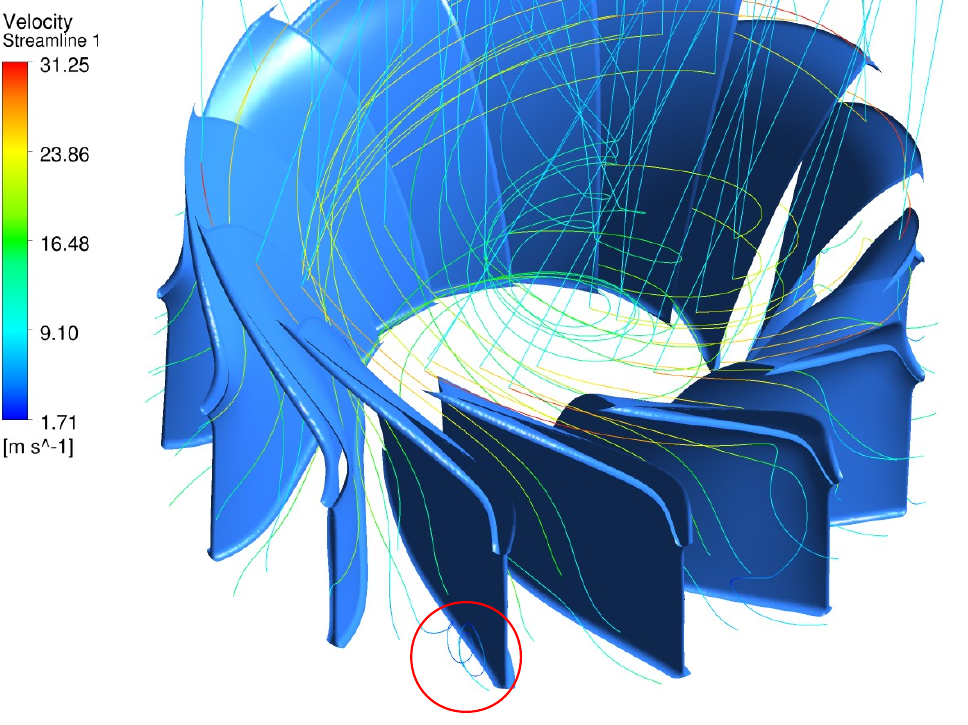 Velocity
Streamline 1
31.25
23.86
16.48
9.10
1.71
[m s^-1]